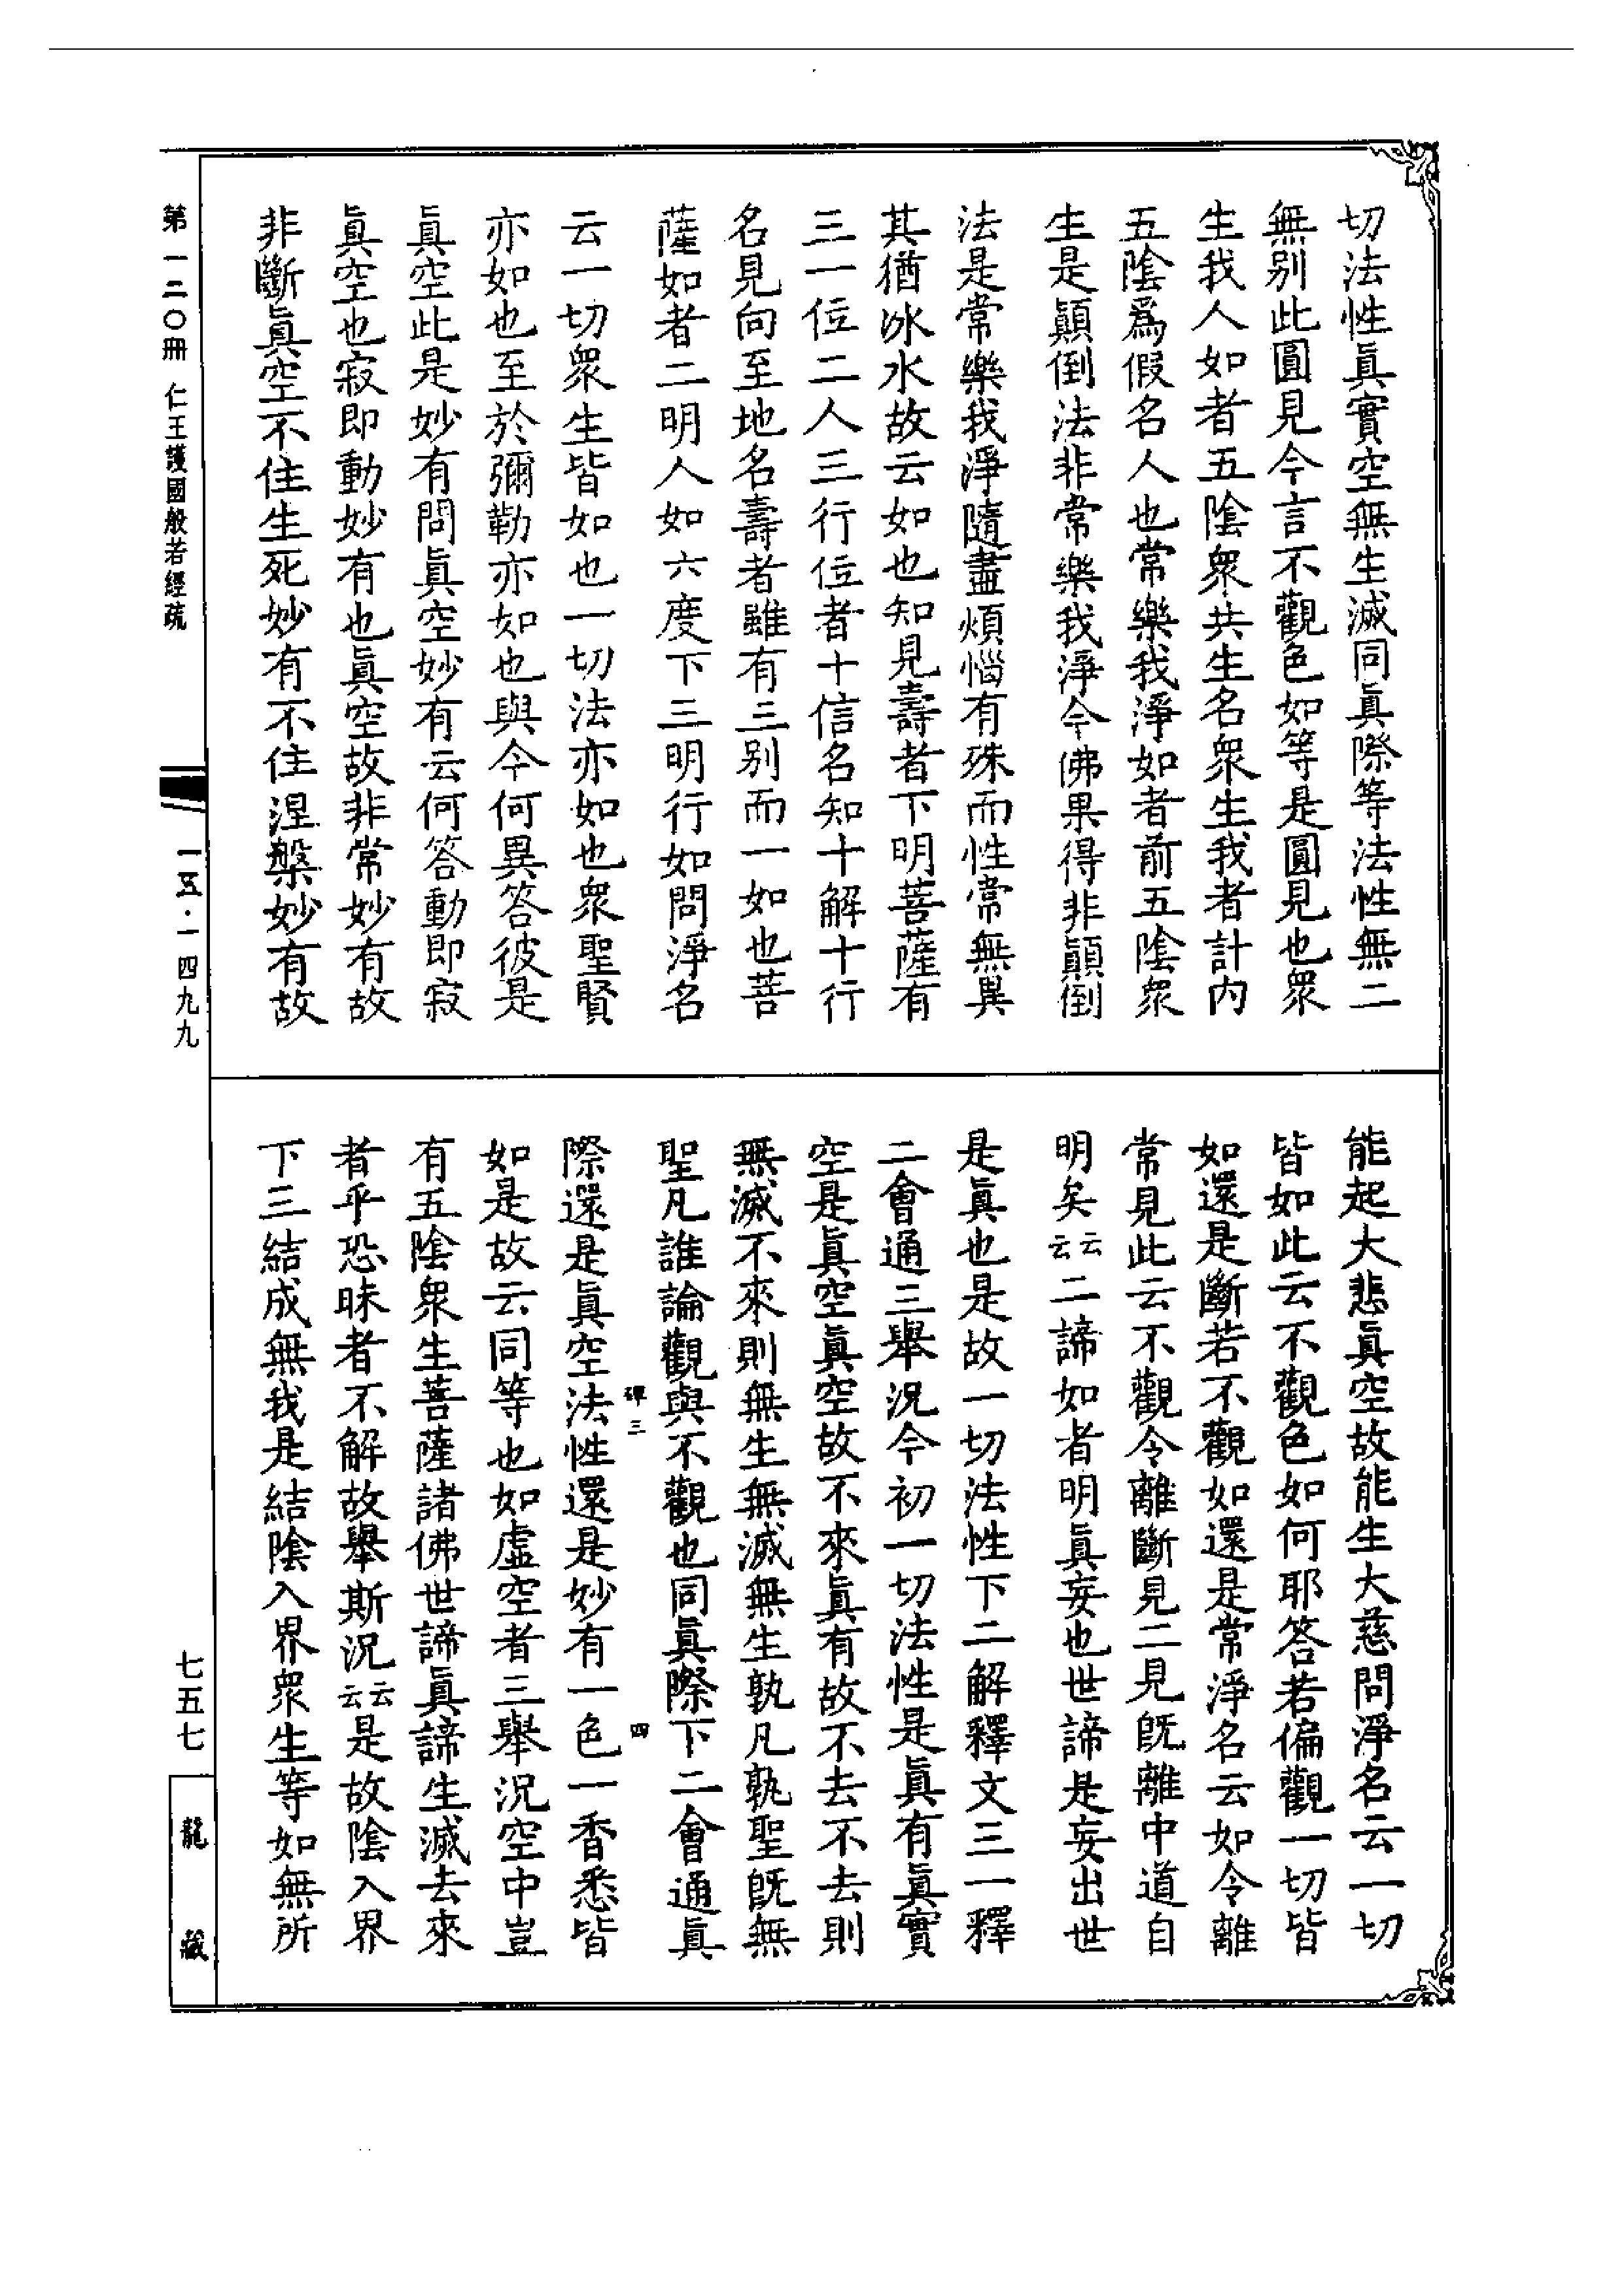 切法性眞實空無生滅同眞際等法性無二
無别此圓見今言不觀色如等是圓見也衆
生我人如者五陰衆共生名衆生我者計内
五陰爲假名人也常樂我淨如者前五陰衆
生是顚倒法非常樂我淨今佛果得非顚倒
法是常樂我淨隨盡煩惱有殊而性常無異
其猶冰水故云如也知見壽者下明菩薩有
三一位二人三行位者十信名知十解十行
名見向至地名壽者雖有三别而一如也菩
薩如者二明人如六度下三明行如問淨名
云一切衆生皆如也一切法亦如也衆聖賢
亦如也至於彌勒亦如也與今何異答彼是
眞空此是妙有問眞空妙有云何答動即寂
眞空也寂即動妙有也眞空故非常妙有故
非斷眞空不住生死妙有不住涅槃妙有故
能起大悲眞空故能生大慈問淨名云一切
皆如此云不觀色如何耶答若偏觀一切皆
如還是斷若不觀如還是常淨名云如令離
常見此云不觀令離斷見二見旣離中道自
明矣云云二諦如者明眞妄也世諦是妄出世
是眞也是故一切法性下二解釋文三一釋
二會通三舉況今初一切法性是眞有眞實
空是眞空眞空故不來眞有故不去不去則
無滅不來則無生無滅無生孰凡孰聖旣無
聖凡誰論觀與不觀也同眞際下二會通眞
禪三 四
際還是眞空法性還是妙有一色一香悉皆
如是故云同等也如虚空者三舉況空中豈
有五陰衆生菩薩諸佛世諦眞諦生滅去來
者乎恐昧者不解故舉斯況云云是故陰入界
下三結成無我是結陰入界衆生等如無所
第一二〇冊 仁王護國般若經疏
一五·一四九九
七五七
龍藏